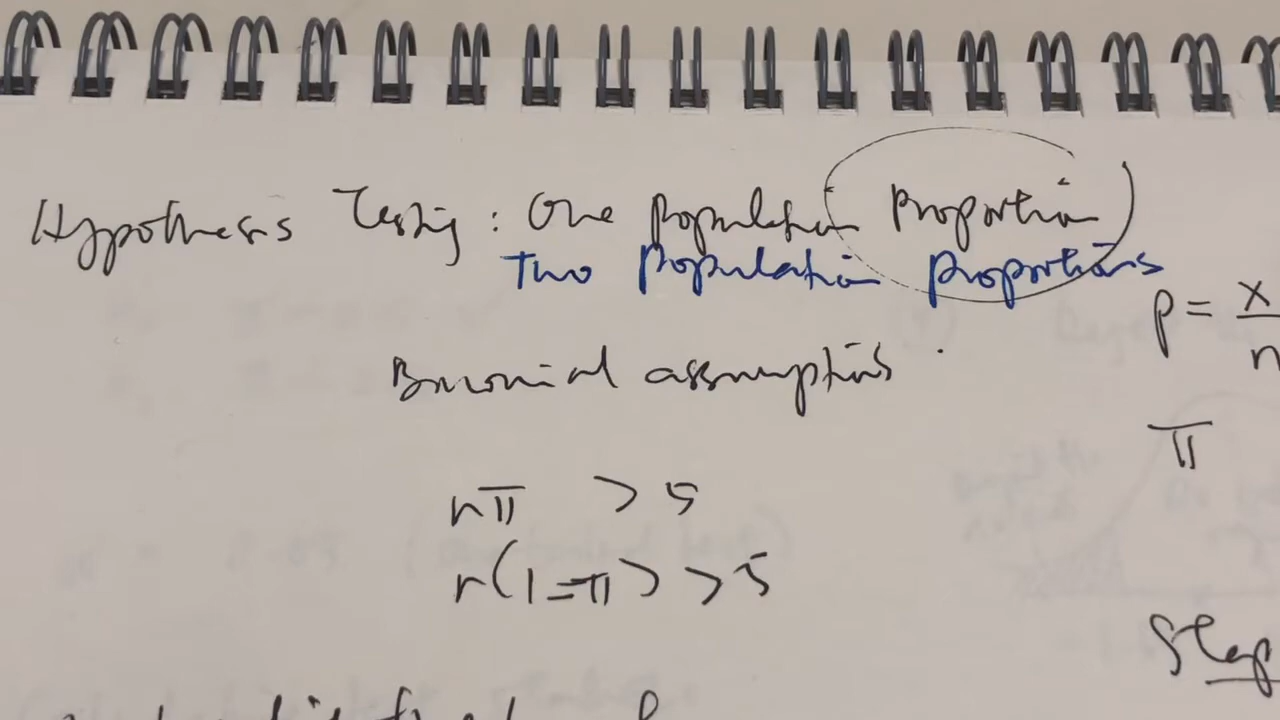 Hypothesis Testing: One Population Proportion
Two Population Proportions
p = x/n
Binomial assumptions
π
nπ > 5
n(1-π) > 5
Step